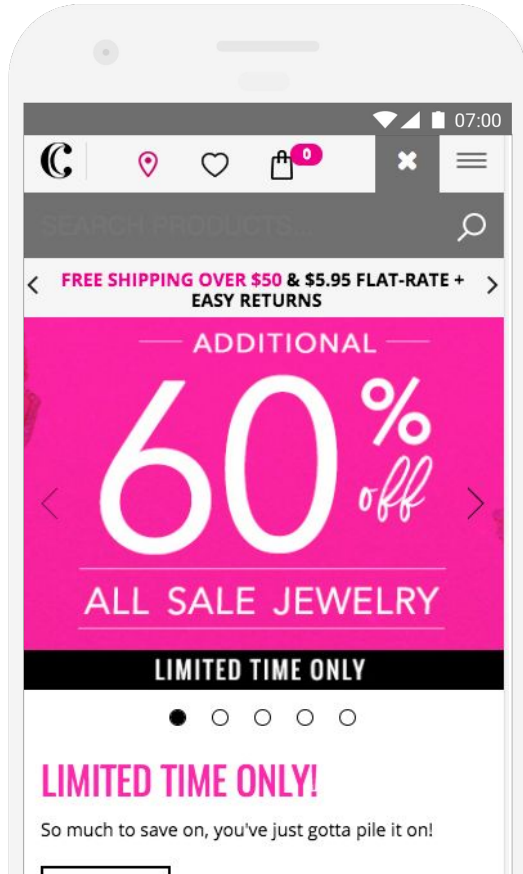 07:00
0
SEARCH PRODUCTS...
FREE SHIPPING OVER $50 & $5.95 FLAT-RATE +
EASY RETURNS
ADDITIONAL
60%
off
ALL SALE JEWELRY
LIMITED TIME ONLY
LIMITED TIME ONLY!
So much to save on, you've just gotta pile it on!